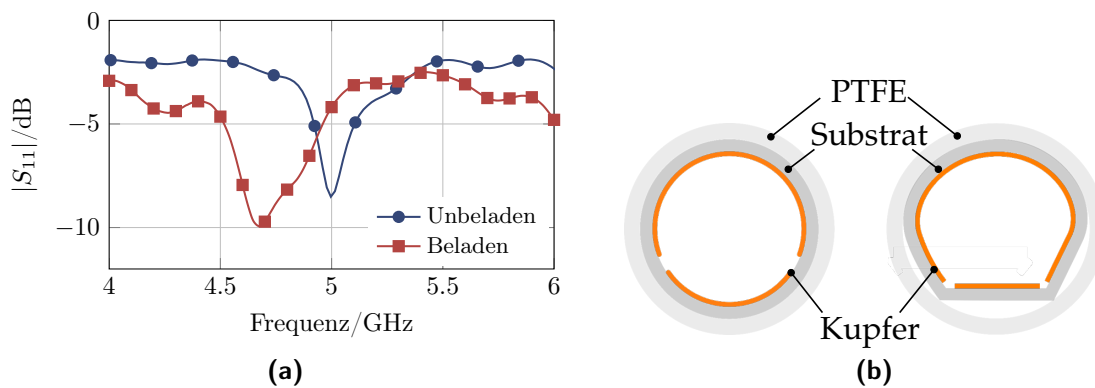 0
−5
−10
|S₁₁|/dB
Unbeladen
Beladen
4
4.5
5
5.5
6
Frequenz/GHz
(a)
PTFE
Substrat
Kupfer
(b)